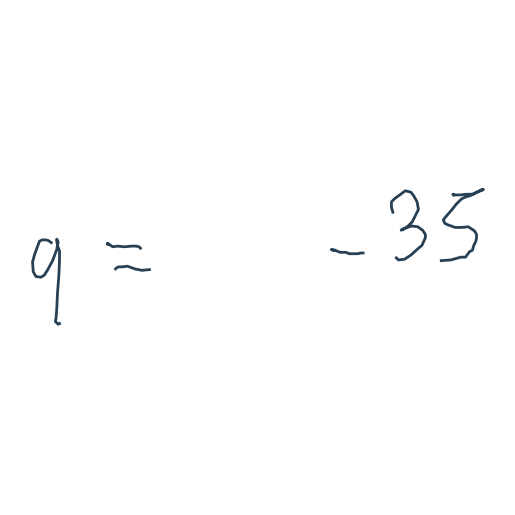 q = - 35